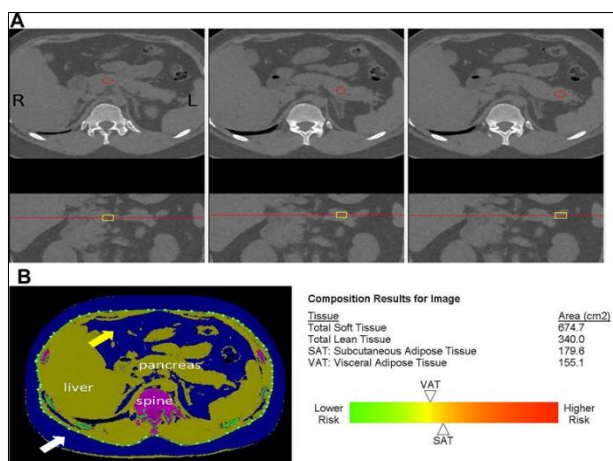 A
R
L
B
pancreas
liver
spine
Composition Results for Image
Tissue Area (cm2)
Total Soft Tissue 674.7
Total Lean Tissue 340.0
SAT: Subcutaneous Adipose Tissue 179.6
VAT: Visceral Adipose Tissue 155.1
VAT
Lower Risk
Higher Risk
SAT